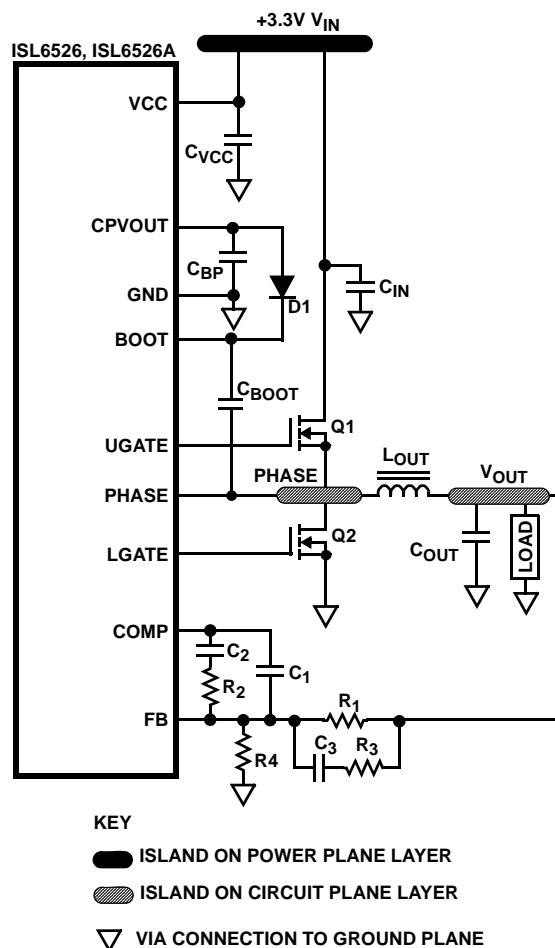 +3.3V VIN
ISL6526, ISL6526A
VCC
CVCC
CPVOUT
CBP
D1
CIN
GND
BOOT
CBOOT
UGATE
Q1
PHASE
PHASE
LOUT
VOUT
LGATE
Q2
COUT
LOAD
COMP
C2
C1
R2
FB
R1
R4
C3
R3
KEY
ISLAND ON POWER PLANE LAYER
ISLAND ON CIRCUIT PLANE LAYER
VIA CONNECTION TO GROUND PLANE